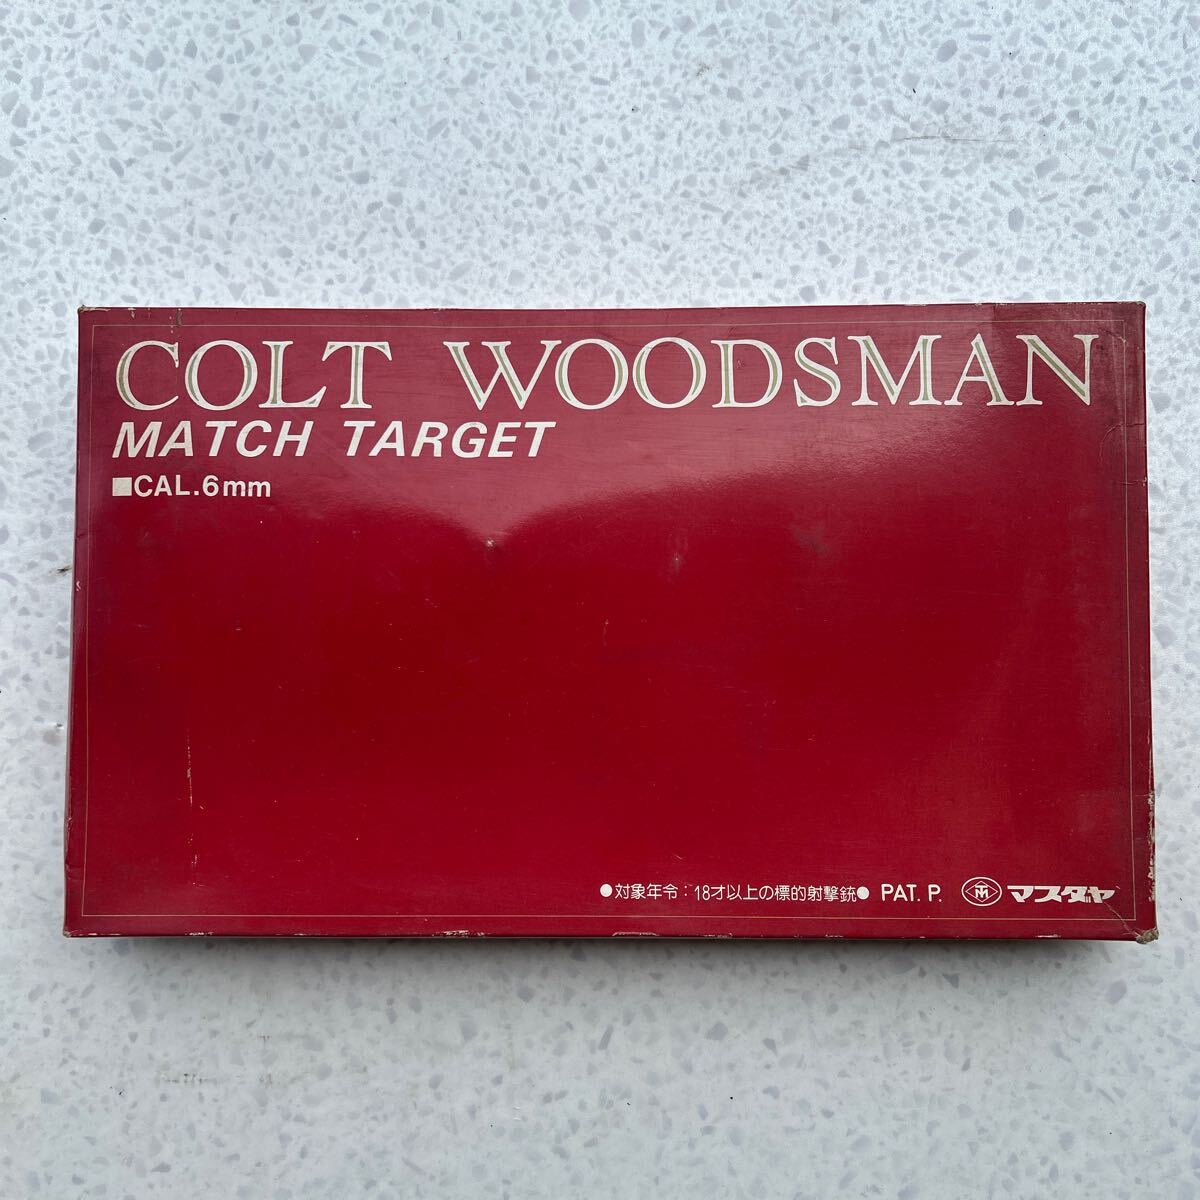 COLT WOODSMAN
MATCH TARGET
■CAL.6mm
●対象年令:18才以上の標的射撃銃● PAT. P. TM マスダヤ